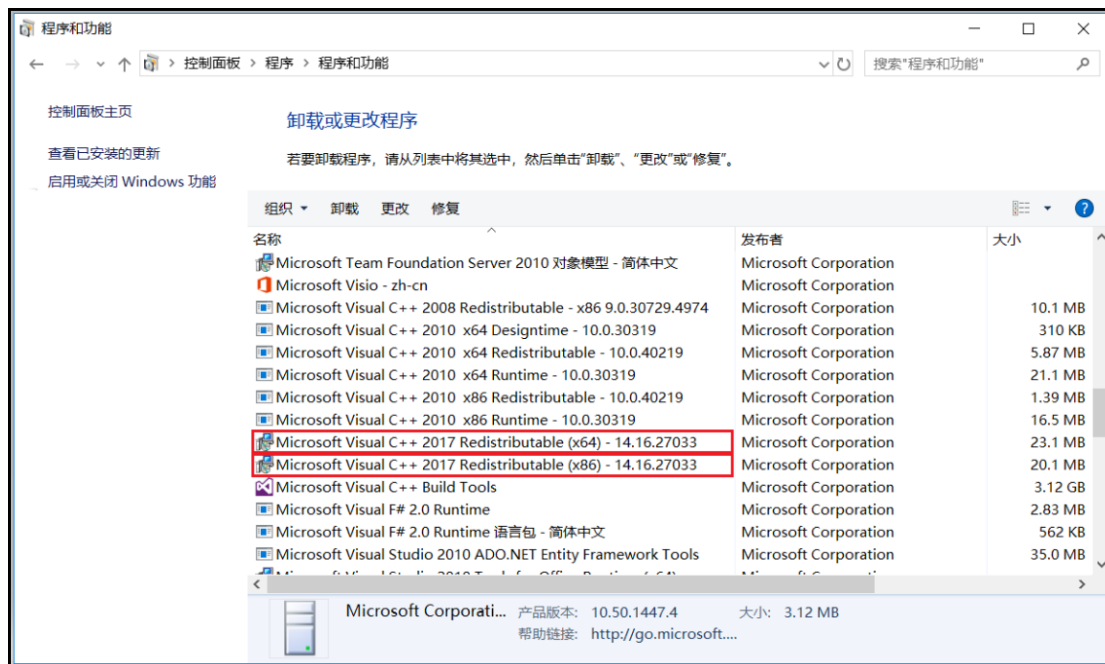 程序和功能
控制面板 > 程序 > 程序和功能
搜索"程序和功能"
控制面板主页
查看已安装的更新
启用或关闭 Windows 功能
卸载或更改程序
若要卸载程序，请从列表中将其选中，然后单击“卸载”、“更改”或“修复”。
组织 卸载 更改 修复
名称 发布者 大小
Microsoft Team Foundation Server 2010 对象模型 - 简体中文 Microsoft Corporation
Microsoft Visio - zh-cn Microsoft Corporation
Microsoft Visual C++ 2008 Redistributable - x86 9.0.30729.4974 Microsoft Corporation 10.1 MB
Microsoft Visual C++ 2010 x64 Designtime - 10.0.30319 Microsoft Corporation 310 KB
Microsoft Visual C++ 2010 x64 Redistributable - 10.0.40219 Microsoft Corporation 5.87 MB
Microsoft Visual C++ 2010 x64 Runtime - 10.0.30319 Microsoft Corporation 21.1 MB
Microsoft Visual C++ 2010 x86 Redistributable - 10.0.40219 Microsoft Corporation 1.39 MB
Microsoft Visual C++ 2010 x86 Runtime - 10.0.30319 Microsoft Corporation 16.5 MB
Microsoft Visual C++ 2017 Redistributable (x64) - 14.16.27033 Microsoft Corporation 23.1 MB
Microsoft Visual C++ 2017 Redistributable (x86) - 14.16.27033 Microsoft Corporation 20.1 MB
Microsoft Visual C++ Build Tools Microsoft Corporation 3.12 GB
Microsoft Visual F# 2.0 Runtime Microsoft Corporation 2.83 MB
Microsoft Visual F# 2.0 Runtime 语言包 - 简体中文 Microsoft Corporation 562 KB
Microsoft Visual Studio 2010 ADO.NET Entity Framework Tools Microsoft Corporation 35.0 MB
Microsoft Corporati... 产品版本: 10.50.1447.4 大小: 3.12 MB
帮助链接: http://go.microsoft....